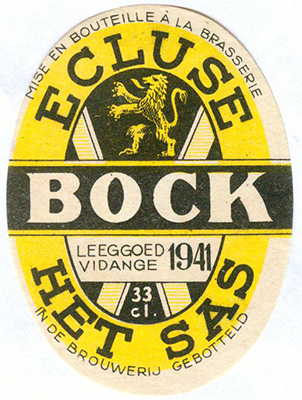 MISE EN BOUTEILLE À LA BRASSERIE
ECLUSE
BOCK
LEEGGOED
VIDANGE 1941
33
cl.
HET SAS
IN DE BROUWERIJ GEBOTTELD